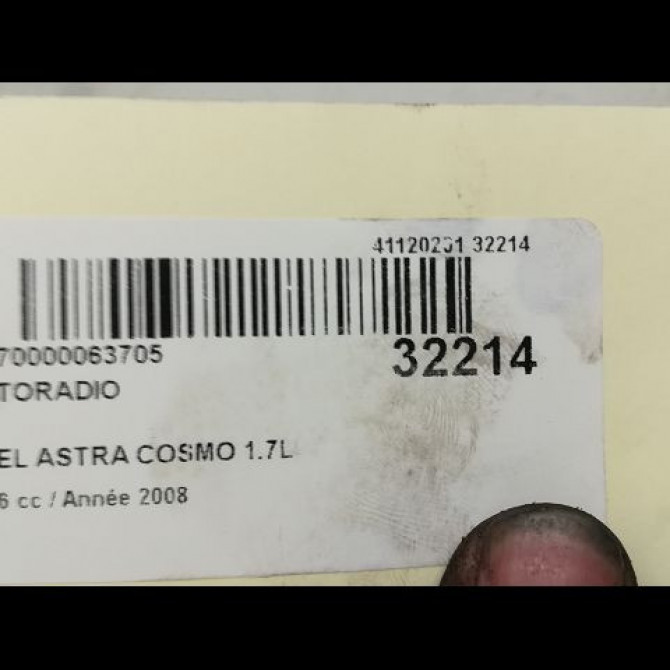 41120231 32214
70000063705
32214
TORADIO
EL ASTRA COSMO 1.7L
6 cc / Année 2008